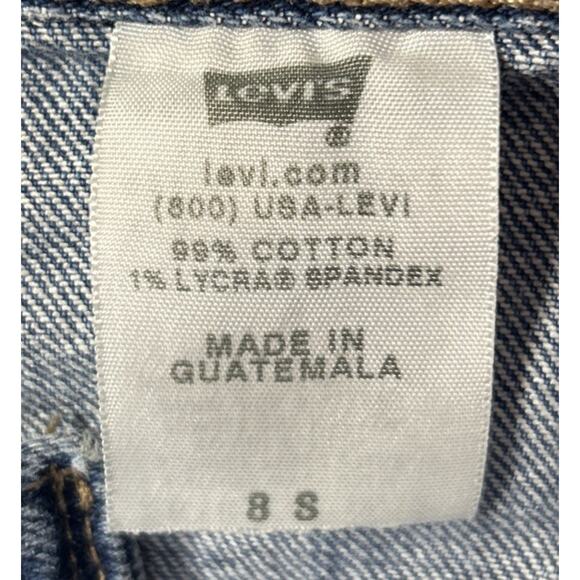 LEVI'S
®
levi.com
(800) USA-LEVI
99% COTTON
1% LYCRA® SPANDEX
MADE IN
GUATEMALA
8 S